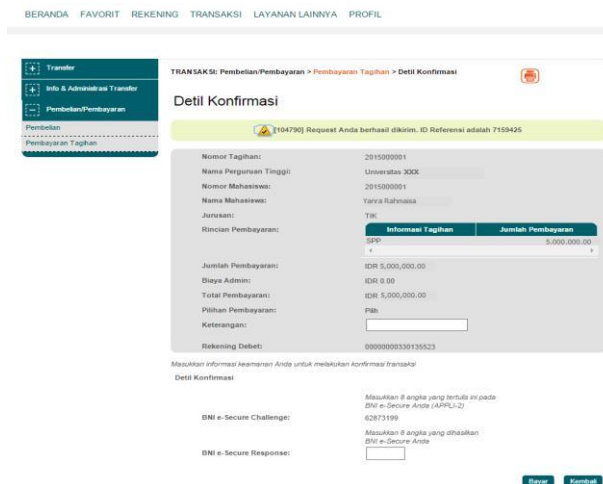 BERANDA FAVORIT REKENING TRANSAKSI LAYANAN LAINNYA PROFIL
Transfer
Info & Administrasi Transfer
Pembelian/Pembayaran
Pembelian
Pembayaran Tagihan
TRANSAKSI: Pembelian/Pembayaran > Pembayaran Tagihan > Detil Konfirmasi
Detil Konfirmasi
[104790] Request Anda berhasil dikirim. ID Referensi adalah 7159425
Nomor Tagihan: 2015000001
Nama Perguruan Tinggi: Universitas XXX
Nomor Mahasiswa: 2015000001
Nama Mahasiswa: Yanra Rahmasa
Jurusan: TIK
Rincian Pembayaran: Informasi Tagihan Jumlah Pembayaran
SPP 5.000.000.00
Jumlah Pembayaran: IDR 5,000,000.00
Biaya Admin: IDR 0.00
Total Pembayaran: IDR 5,000,000.00
Pilihan Pembayaran: Pilih
Keterangan:
Rekening Debet: 00000000330135523
Masukkan informasi keamanan Anda untuk melakukan konfirmasi transaksi
Detil Konfirmasi
Masukkan 8 angka yang tertulis ini pada
BNI e-Secure Anda (APPLI-2)
BNI e-Secure Challenge: 62873199
Masukkan 8 angka yang dihasilkan
BNI e-Secure Anda
BNI e-Secure Response:
Bayar Kembali